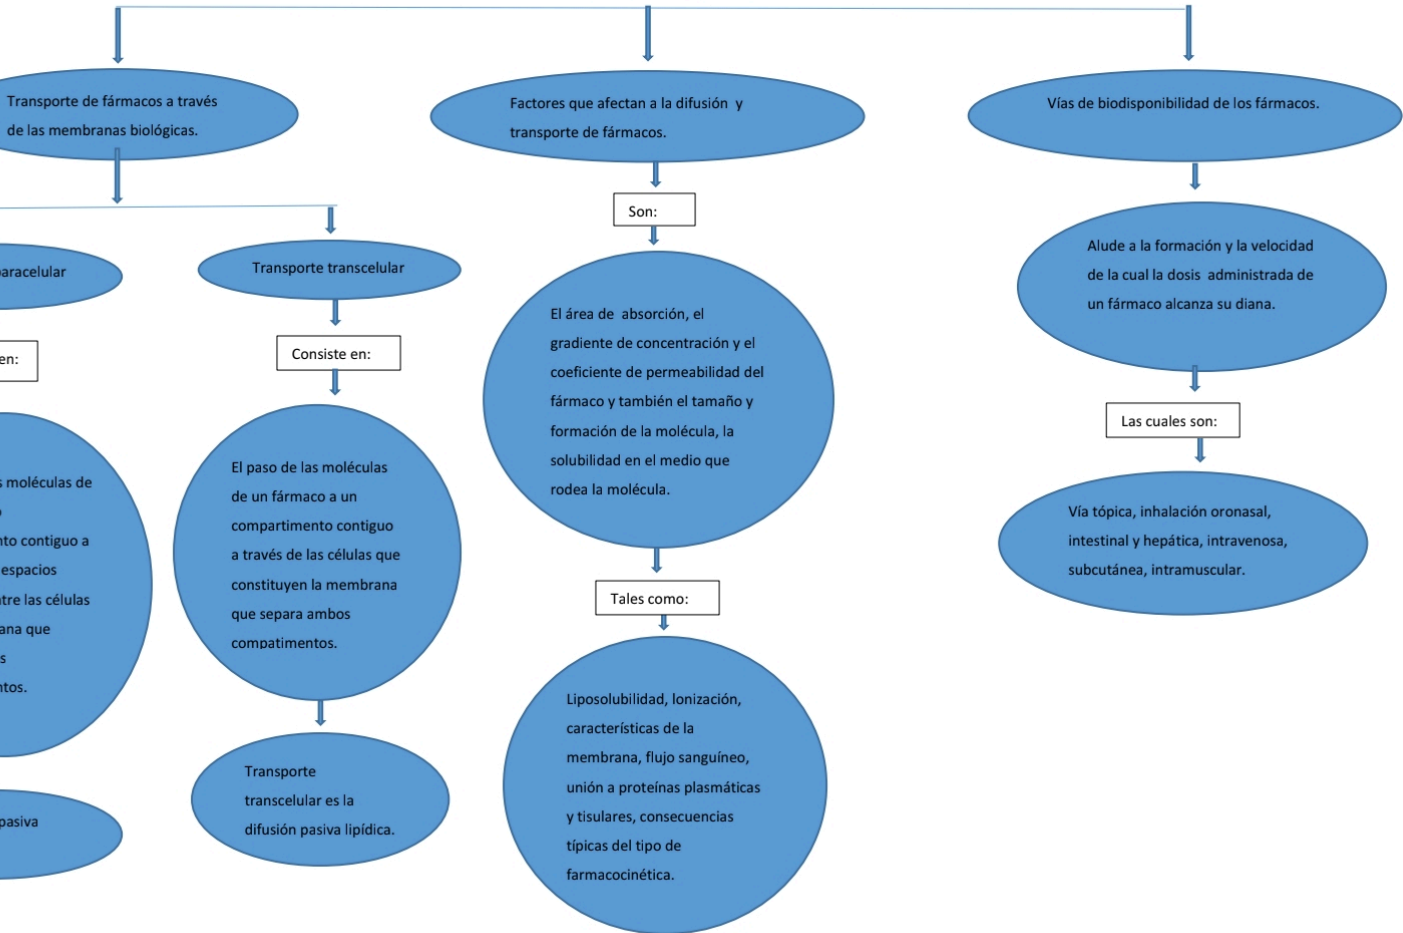 Transporte de fármacos a través
de las membranas biológicas.
Factores que afectan a la difusión y
transporte de fármacos.
Vías de biodisponibilidad de los fármacos.
Son:
Alude a la formación y la velocidad
de la cual la dosis administrada de
un fármaco alcanza su diana.
aracelular
Transporte transcelular
en:
Consiste en:
El área de absorción, el
gradiente de concentración y el
coeficiente de permeabilidad del
fármaco y también el tamaño y
formación de la molécula, la
solubilidad en el medio que
rodea la molécula.
Las cuales son:
s moléculas de
nto contiguo a
espacios
tre las células
ana que
s
ntos.
El paso de las moléculas
de un fármaco a un
compartimento contiguo
a través de las células que
constituyen la membrana
que separa ambos
compatimentos.
Vía tópica, inhalación oronasal,
intestinal y hepática, intravenosa,
subcutánea, intramuscular.
Tales como:
Liposolubilidad, Ionización,
características de la
membrana, flujo sanguíneo,
unión a proteínas plasmáticas
y tisulares, consecuencias
típicas del tipo de
farmacocinética.
pasiva
Transporte
transcelular es la
difusión pasiva lipídica.